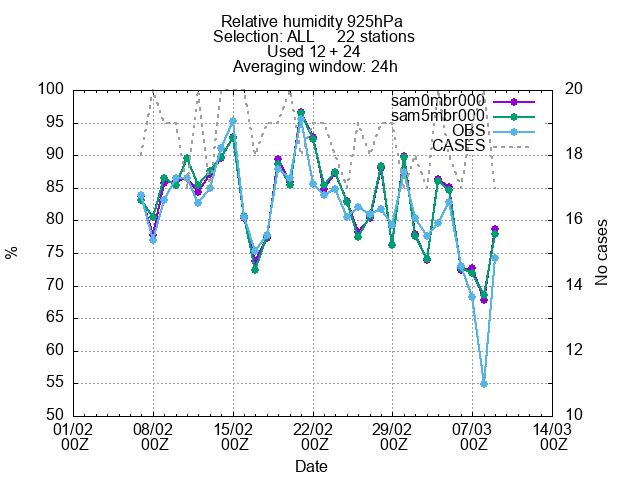 Relative humidity 925hPa
Selection: ALL 22 stations
Used 12 + 24
Averaging window: 24h
100
95
90
85
80
75
70
65
60
55
50
%
20
18
16
14
12
10
No cases
sam0mbr000
sam5mbr000
OBS
CASES
01/02 08/02 15/02 22/02 29/02 07/03 14/03
00Z 00Z 00Z 00Z 00Z 00Z 00Z
Date